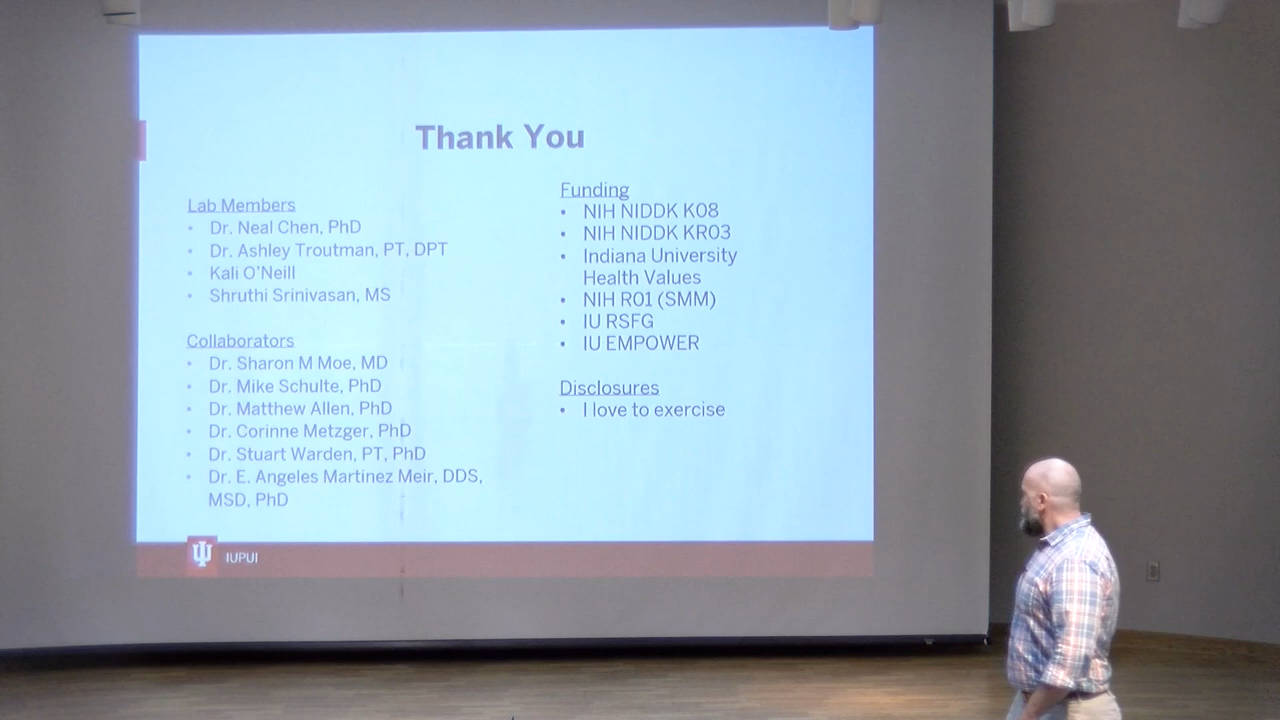 Thank You
Lab Members
• Dr. Neal Chen, PhD
• Dr. Ashley Troutman, PT, DPT
• Kali O'Neill
• Shruthi Srinivasan, MS
Collaborators
• Dr. Sharon M Moe, MD
• Dr. Mike Schulte, PhD
• Dr. Matthew Allen, PhD
• Dr. Corinne Metzger, PhD
• Dr. Stuart Warden, PT, PhD
• Dr. E. Angeles Martinez Meir, DDS,
MSD, PhD
Funding
• NIH NIDDK K08
• NIH NIDDK KR03
• Indiana University
Health Values
• NIH R01 (SMM)
• IU RSFG
• IU EMPOWER
Disclosures
• I love to exercise
IUPUI